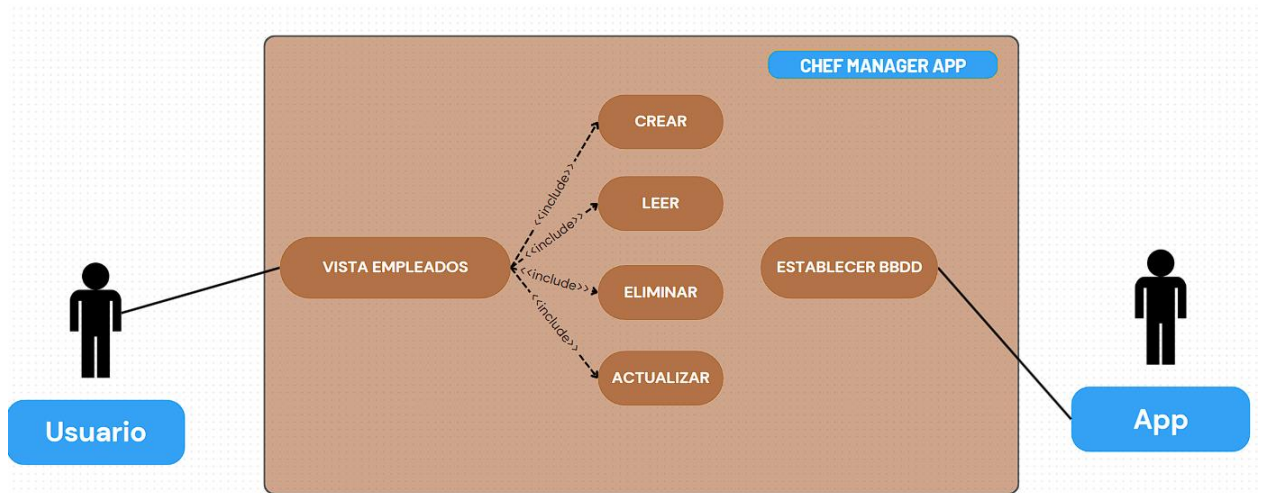 CHEF MANAGER APP
CREAR
<<include>>
LEER
<<include>>
VISTA EMPLEADOS
ESTABLECER BBDD
<<include>>
ELIMINAR
<<include>>
ACTUALIZAR
Usuario
App